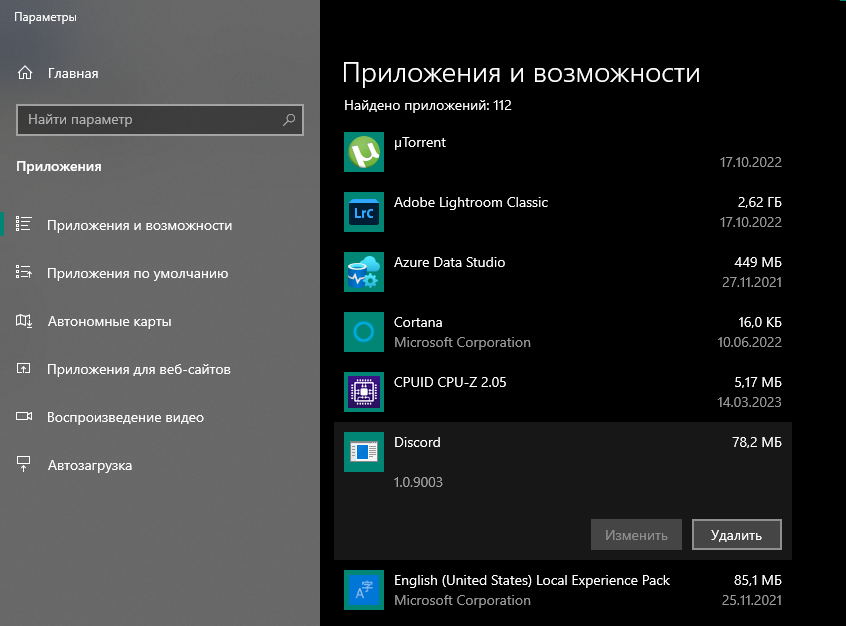 Параметры
Главная
Найти параметр
Приложения
Приложения и возможности
Приложения по умолчанию
Автономные карты
Приложения для веб-сайтов
Воспроизведение видео
Автозагрузка
Приложения и возможности
Найдено приложений: 112
µTorrent
17.10.2022
Lrc
Adobe Lightroom Classic 2,62 ГБ
17.10.2022
Azure Data Studio 449 МБ
27.11.2021
Cortana 16,0 КБ
Microsoft Corporation 10.06.2022
CPUID CPU-Z 2.05 5,17 МБ
14.03.2023
Discord 78,2 МБ
1.0.9003
Изменить Удалить
English (United States) Local Experience Pack 85,1 МБ
Microsoft Corporation 25.11.2021